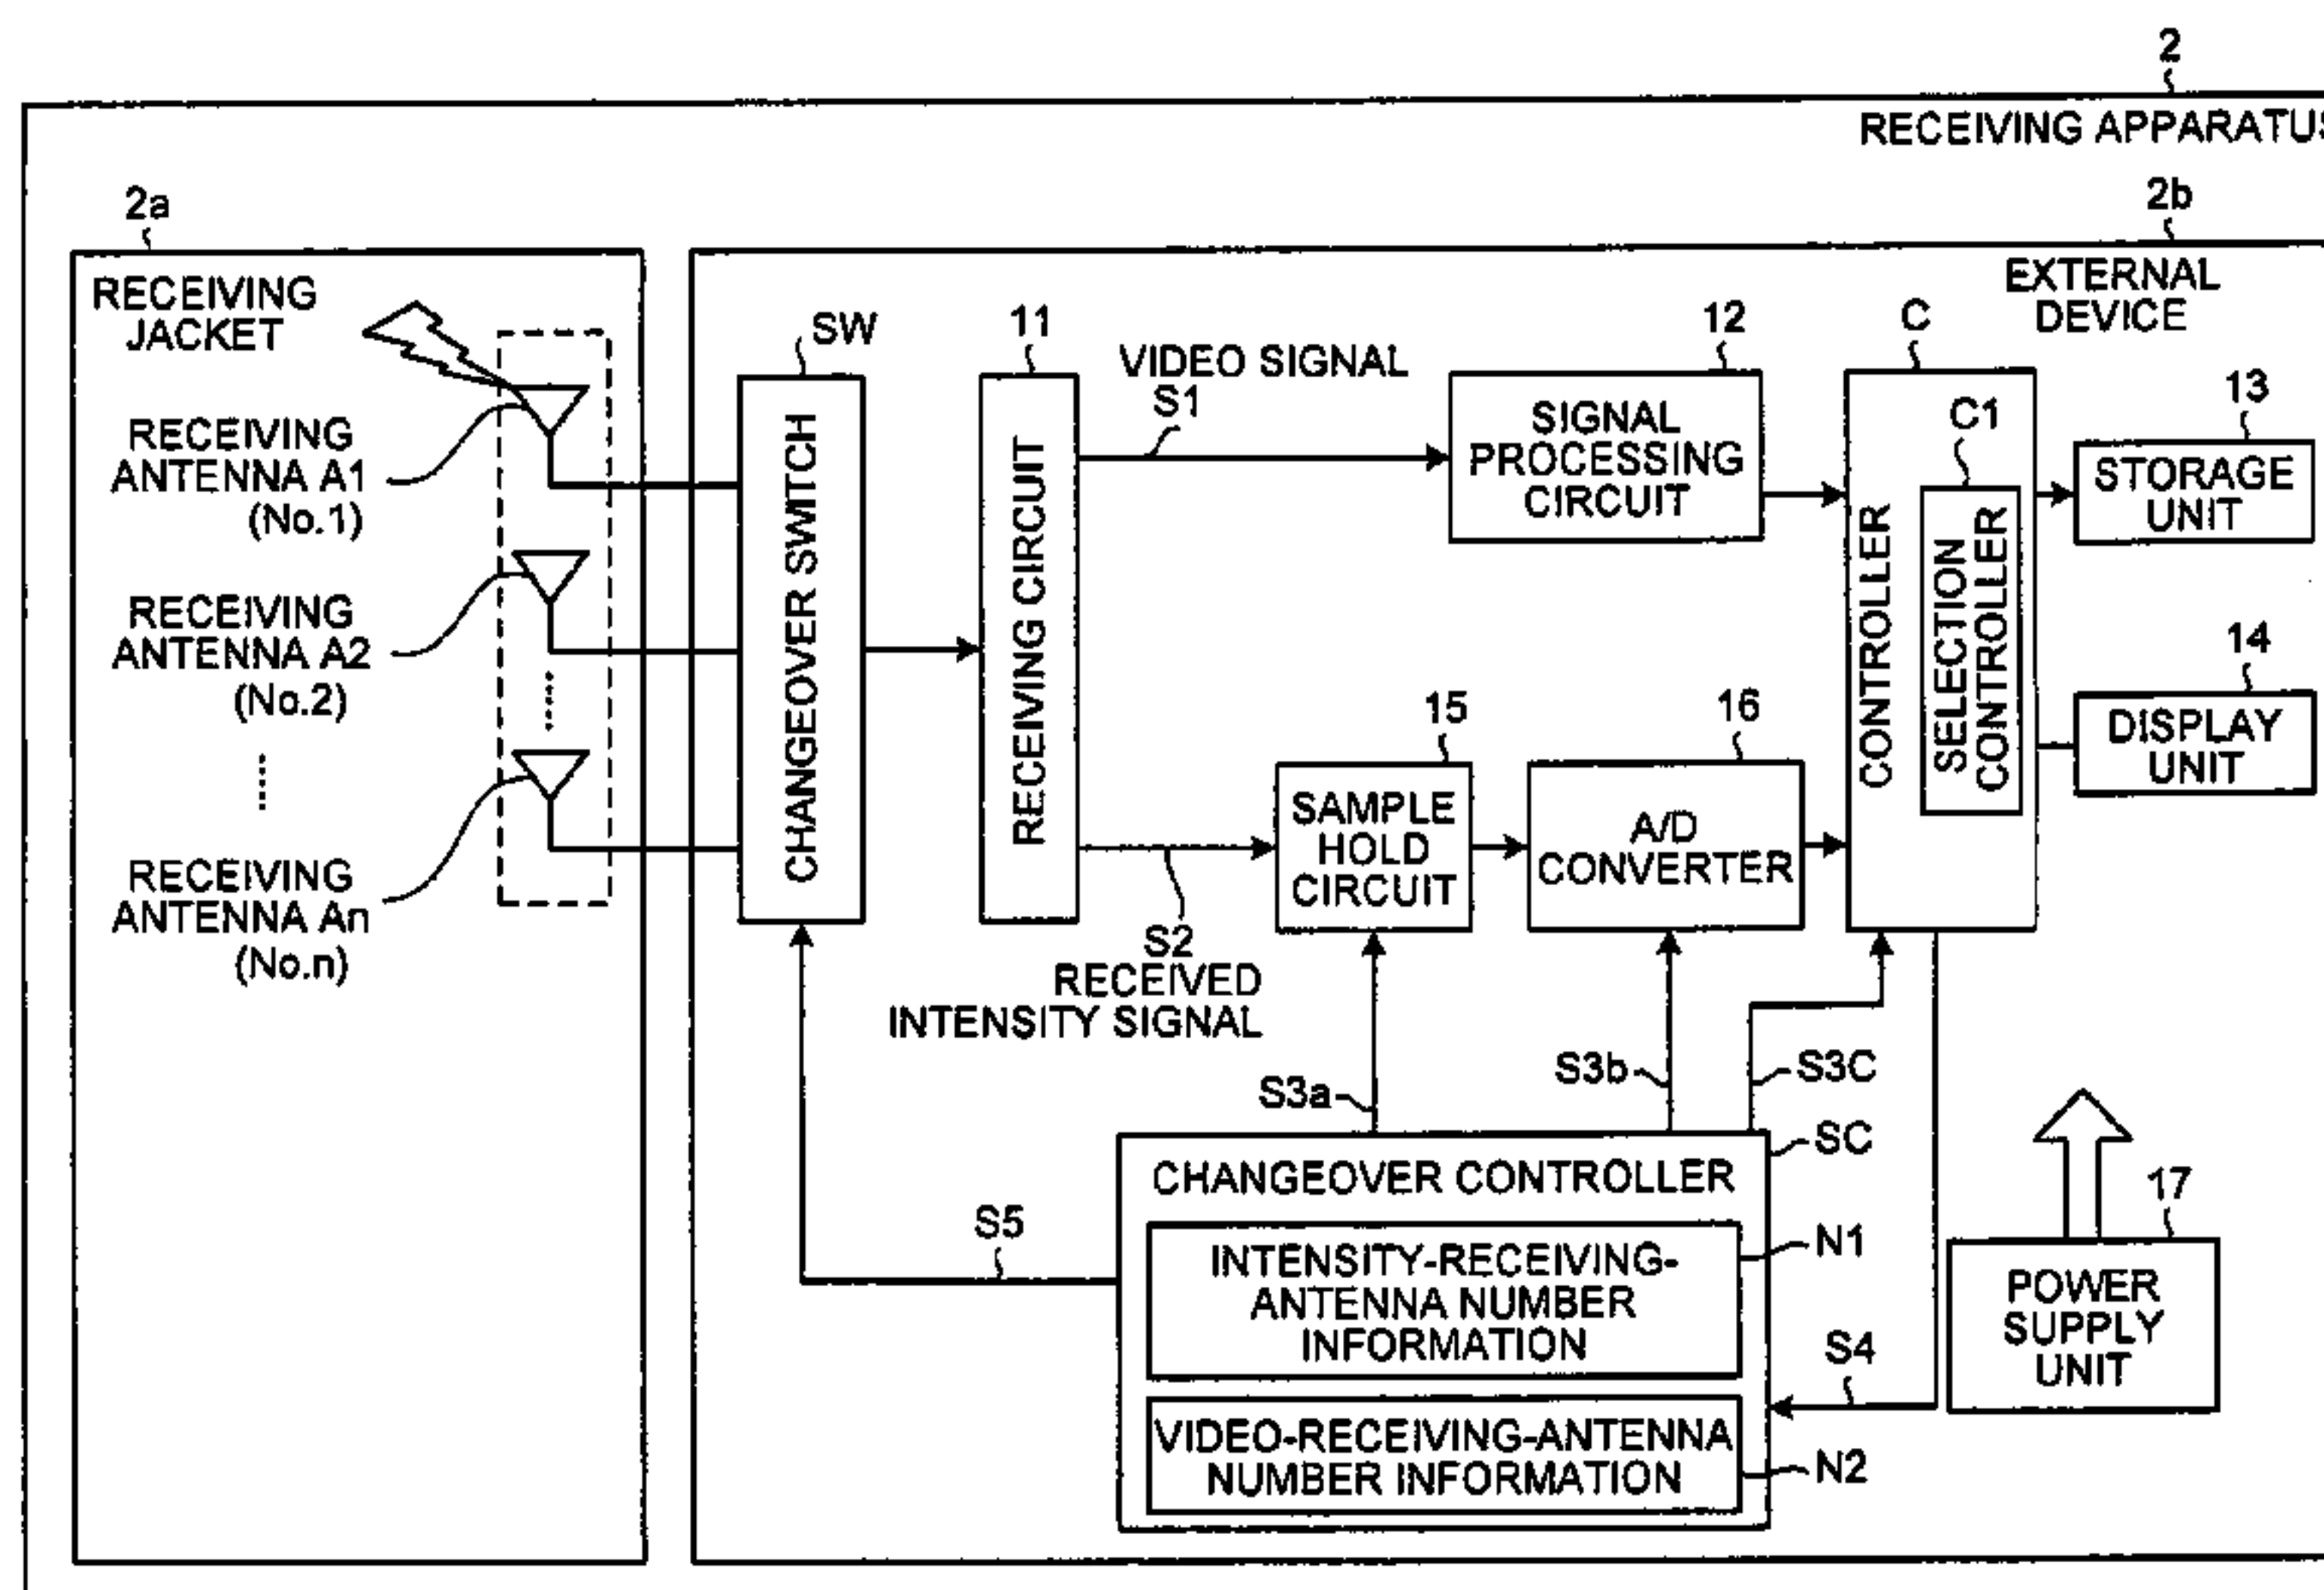 2
RECEIVING APPARATUS
2a
2b
RECEIVING
JACKET
EXTERNAL
DEVICE
RECEIVING
ANTENNA A1
(No.1)
RECEIVING
ANTENNA A2
(No.2)
RECEIVING
ANTENNA An
(No.n)
SW
CHANGEOVER SWITCH
11
RECEIVING CIRCUIT
VIDEO SIGNAL
S1
12
SIGNAL
PROCESSING
CIRCUIT
C
CONTROLLER
C1
SELECTION
CONTROLLER
13
STORAGE
UNIT
14
DISPLAY
UNIT
15
SAMPLE
HOLD
CIRCUIT
16
A/D
CONVERTER
S2
RECEIVED
INTENSITY SIGNAL
S3a
S3b
S3C
SC
CHANGEOVER CONTROLLER
S5
INTENSITY-RECEIVING-
ANTENNA NUMBER
INFORMATION
N1
VIDEO-RECEIVING-ANTENNA
NUMBER INFORMATION
N2
S4
17
POWER
SUPPLY
UNIT